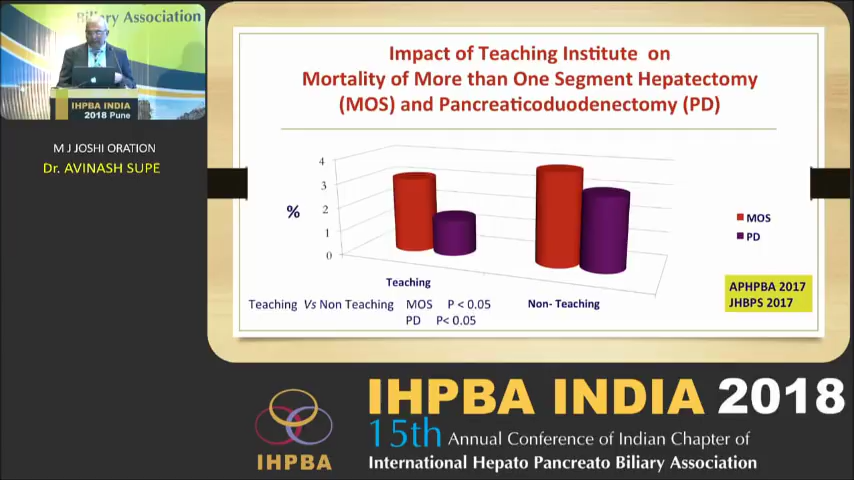 Biliary Association
IHPBA INDIA
2018 Pune
M J JOSHI ORATION
Dr. AVINASH SUPE
Impact of Teaching Institute on
Mortality of More than One Segment Hepatectomy
(MOS) and Pancreaticoduodenectomy (PD)
4
3
2
1
0
%
MOS
PD
Teaching
Non- Teaching
Teaching Vs Non Teaching MOS P < 0.05
PD P< 0.05
APHPBA 2017
JHBPS 2017
IHPBA
IHPBA INDIA 2018
15th Annual Conference of Indian Chapter of
International Hepato Pancreato Biliary Association